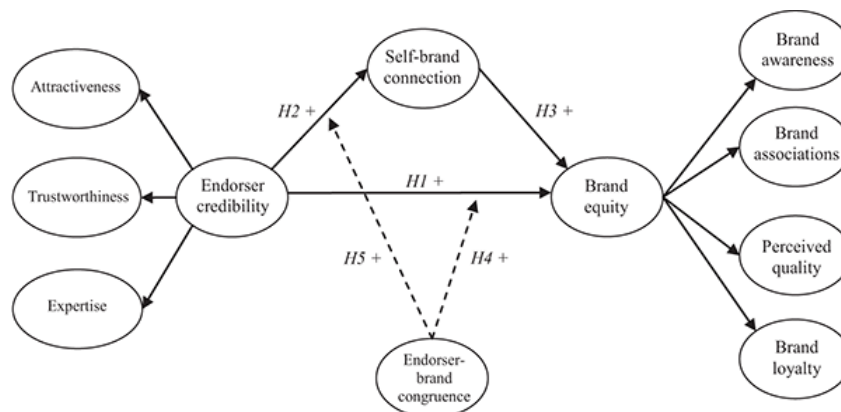 Brand
awareness
Self-brand
connection
Attractiveness
H2 +
H3 +
Brand
associations
Trustworthiness
Endorser
credibility
H1 +
Brand
equity
H5 +
H4 +
Perceived
quality
Expertise
Endorser-
brand
congruence
Brand
loyalty